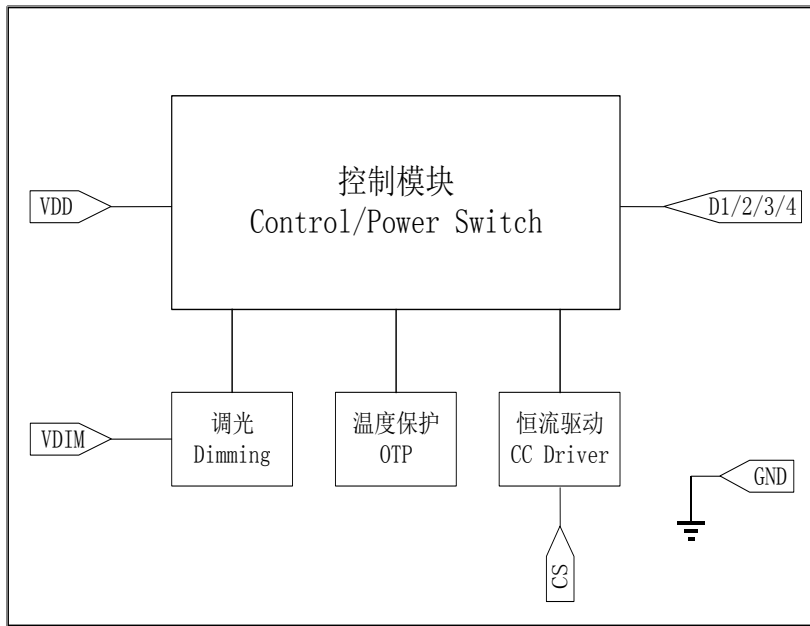 控制模块
Control/Power Switch
VDD
D1/2/3/4
调光
Dimming
温度保护
OTP
恒流驱动
CC Driver
VDIM
GND
CS